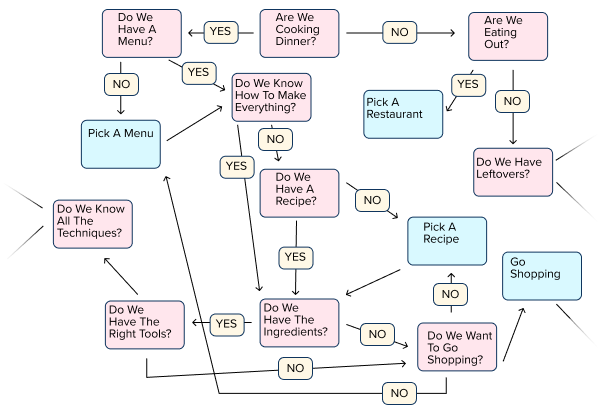 Do We
Have A
Menu?
YES
Are We
Cooking
Dinner?
NO
Are We
Eating
Out?
NO
YES
YES
NO
Do We Know
How To Make
Everything?
Pick A
Restaurant
Pick A Menu
NO
YES
Do We Have
Leftovers?
Do We
Have A
Recipe?
NO
Do We Know
All The
Techniques?
Pick A
Recipe
YES
Go
Shopping
NO
Do We
Have The
Right Tools?
YES
Do We
Have The
Ingredients?
NO
Do We Want
To Go
Shopping?
NO
NO